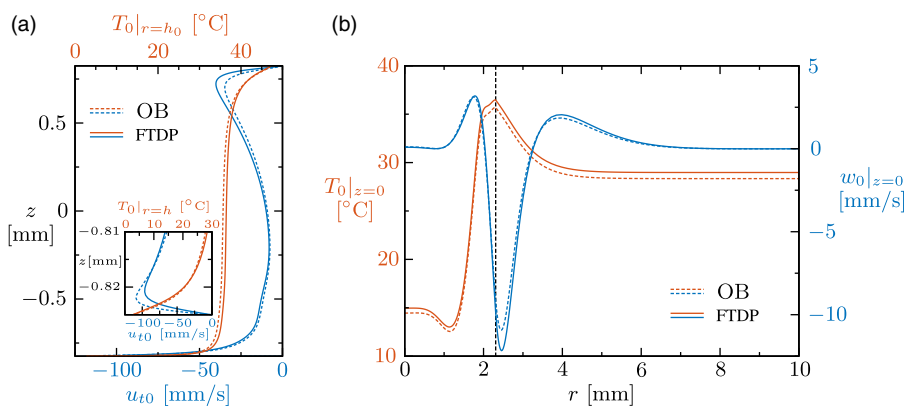 (a)
T₀|r=h₀ [°C]
0 20 40
0.5
0
−0.5
z
[mm]
OB
FTDP
T₀|r=h [°C]
0 10 20 30
−0.81
z[mm]
−0.82
−100 −50 0
ut0 [mm/s]
−100 −50 0
ut0 [mm/s]
(b)
40
30
20
10
T₀|z=0
[°C]
5
0
−5
−10
w₀|z=0
[mm/s]
OB
FTDP
0 2 4 6 8 10
r [mm]